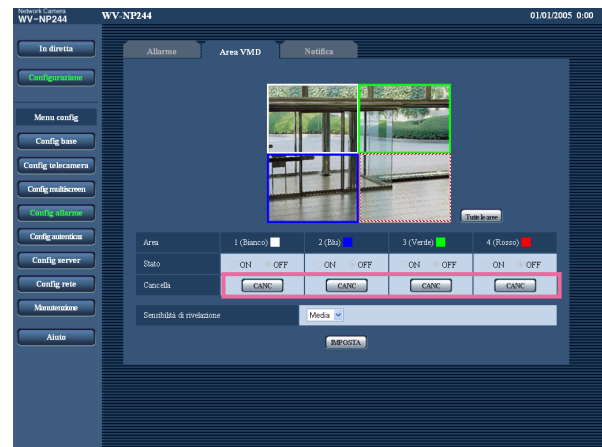 Network Camera
WV-NP244
WV-NP244
01/01/2005 0:00
In diretta
Configurazione
Menu config
Config base
Config telecamera
Config multiscreen
Config allarme
Config autenticaz
Config server
Config rete
Manutenzione
Aiuto
Allarme
Area VMD
Notifica
Tutte le aree
Area
1 (Bianco)
2 (Blu)
3 (Verde)
4 (Rosso)
Stato
ON OFF
ON OFF
ON OFF
ON OFF
Cancella
CANC
CANC
CANC
CANC
Sensibilità di rivelazione
Media
IMPOSTA